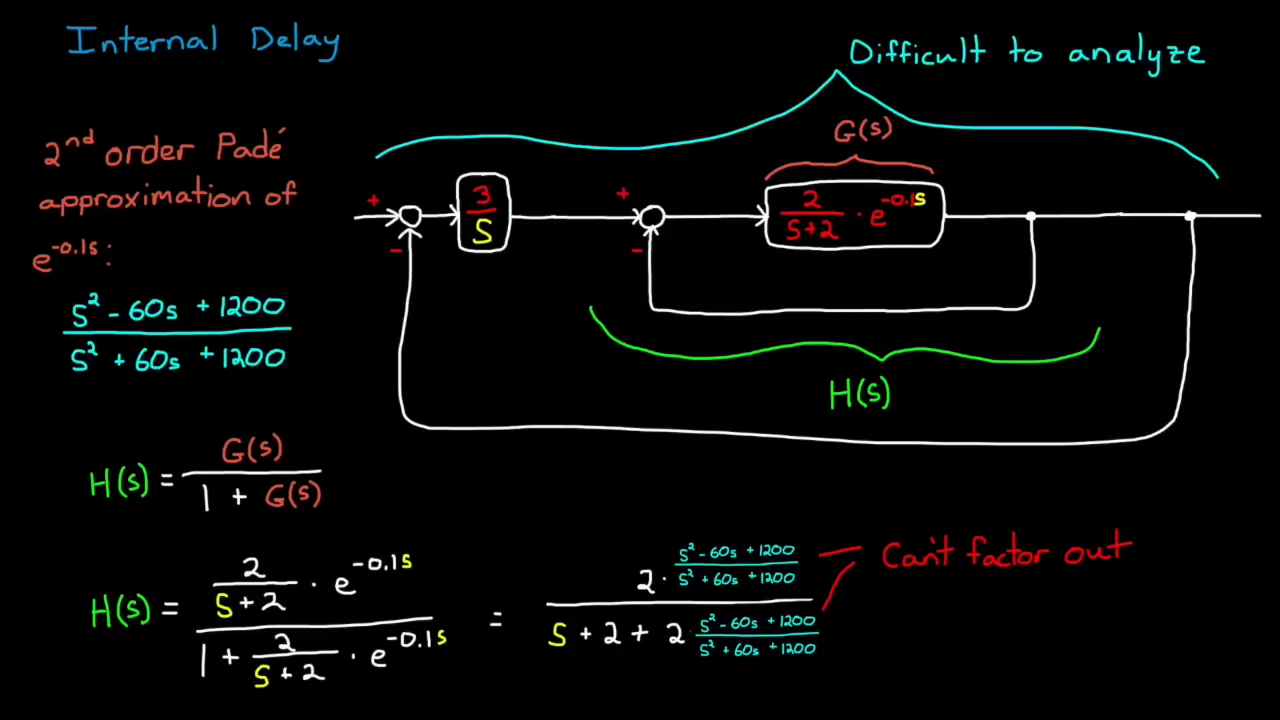 Internal Delay
Difficult to analyze
2nd order Padé
approximation of
e^-0.1s:
s² - 60s + 1200
s² + 60s + 1200
G(s)
+
3
s
+
2
s+2
· e^-0.1s
-
-
H(s)
H(s) = G(s)
1 + G(s)
H(s) = 2
s+2
· e^-0.1s
1 + 2
s+2
· e^-0.1s
=
2 · s² - 60s + 1200
s² + 60s + 1200
s + 2 + 2 · s² - 60s + 1200
s² + 60s + 1200
Can't factor out